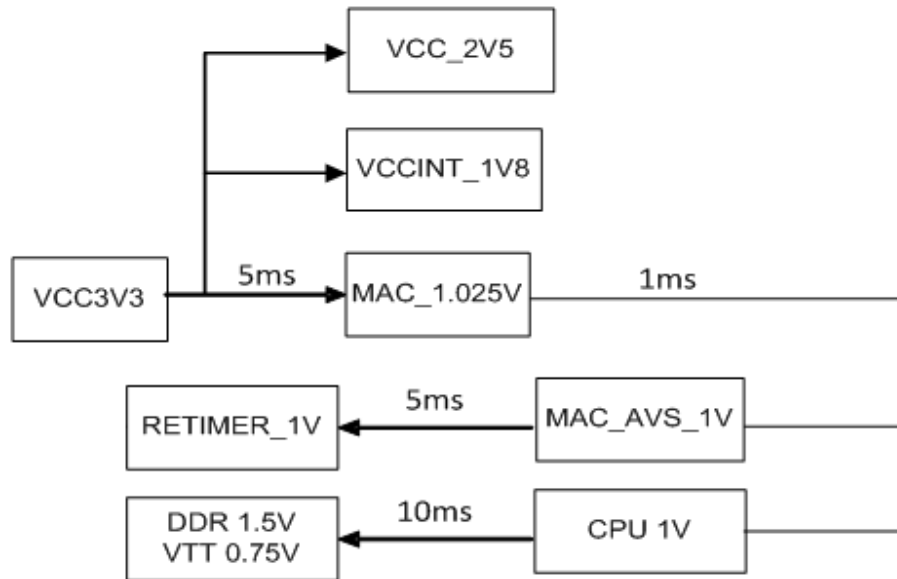 VCC_2V5
VCCINT_1V8
VCC3V3
5ms
MAC_1.025V
1ms
RETIMER_1V
5ms
MAC_AVS_1V
DDR 1.5V
VTT 0.75V
10ms
CPU 1V